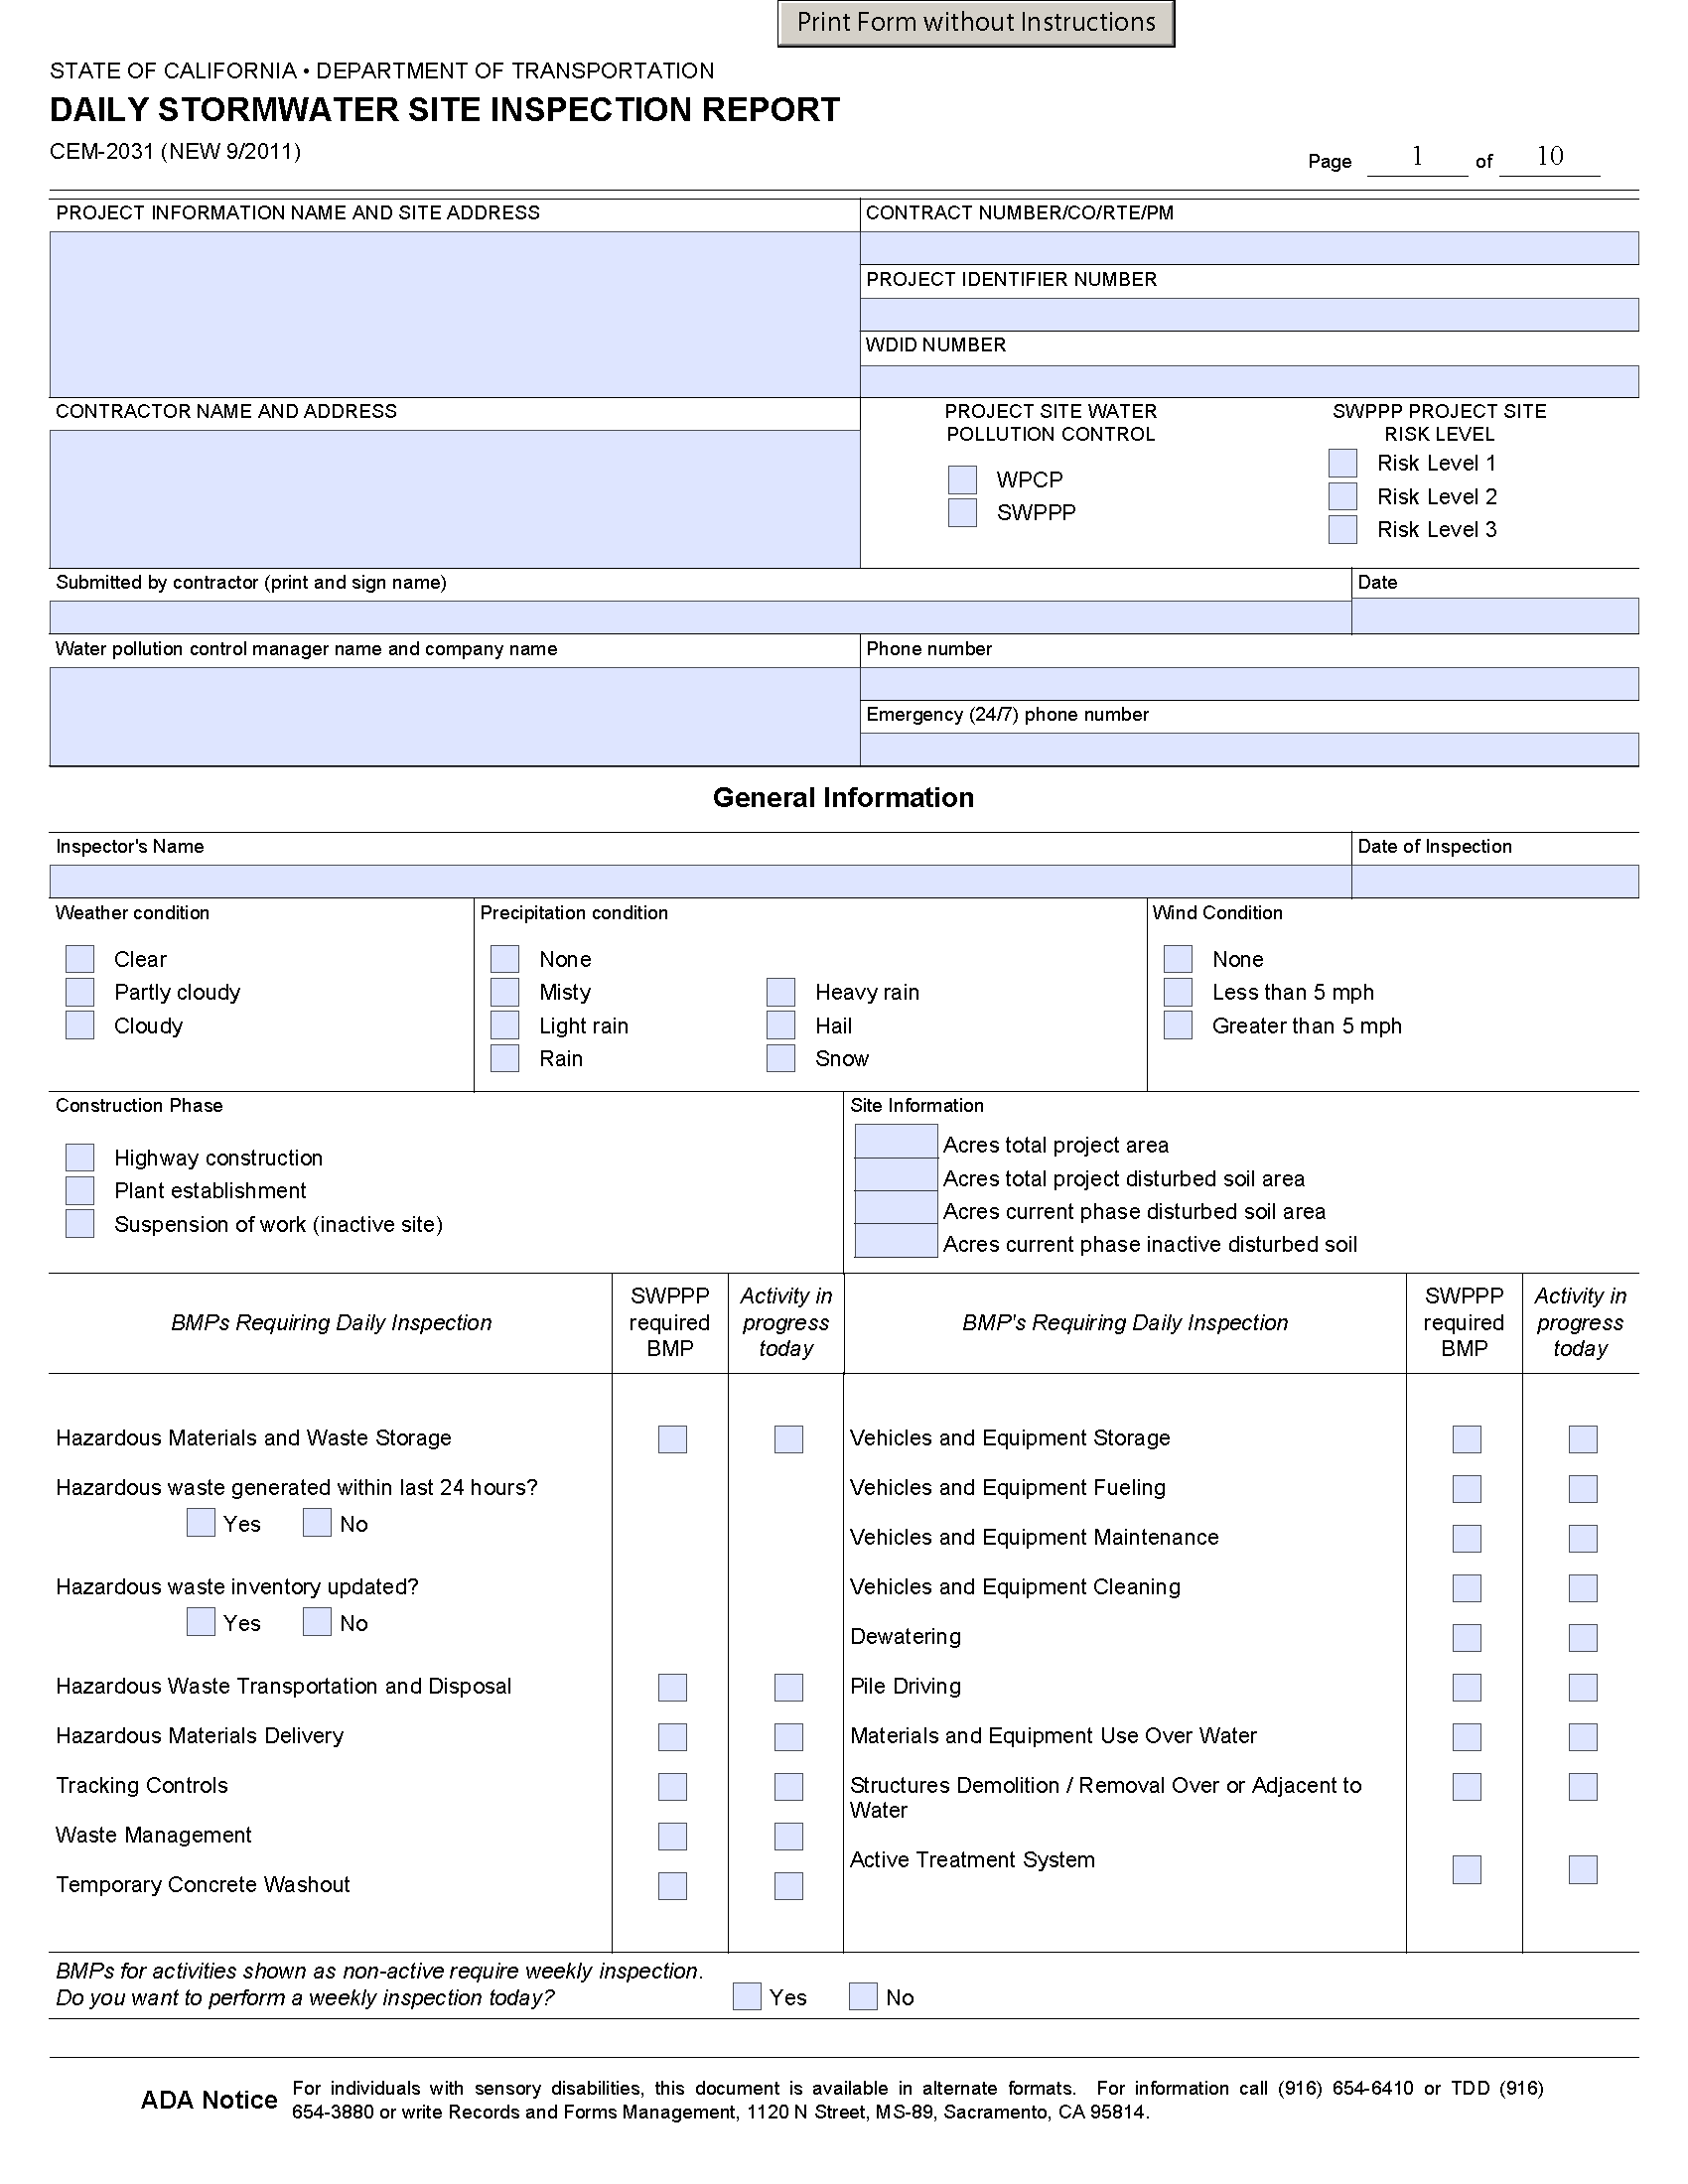 Print Form without Instructions
STATE OF CALIFORNIA • DEPARTMENT OF TRANSPORTATION
DAILY STORMWATER SITE INSPECTION REPORT
CEM-2031 (NEW 9/2011)
Page 1 of 10
PROJECT INFORMATION NAME AND SITE ADDRESS
CONTRACT NUMBER/CO/RTE/PM
PROJECT IDENTIFIER NUMBER
WDID NUMBER
CONTRACTOR NAME AND ADDRESS
PROJECT SITE WATER
POLLUTION CONTROL
WPCP
SWPPP
SWPPP PROJECT SITE
RISK LEVEL
Risk Level 1
Risk Level 2
Risk Level 3
Submitted by contractor (print and sign name)
Date
Water pollution control manager name and company name
Phone number
Emergency (24/7) phone number
General Information
Inspector's Name
Date of Inspection
Weather condition
Clear
Partly cloudy
Cloudy
Precipitation condition
None
Misty
Light rain
Rain
Heavy rain
Hail
Snow
Wind Condition
None
Less than 5 mph
Greater than 5 mph
Construction Phase
Highway construction
Plant establishment
Suspension of work (inactive site)
Site Information
Acres total project area
Acres total project disturbed soil area
Acres current phase disturbed soil area
Acres current phase inactive disturbed soil
BMPs Requiring Daily Inspection
SWPPP
required
BMP
Activity in
progress
today
BMP's Requiring Daily Inspection
SWPPP
required
BMP
Activity in
progress
today
Hazardous Materials and Waste Storage
Hazardous waste generated within last 24 hours?
Yes No
Hazardous waste inventory updated?
Yes No
Hazardous Waste Transportation and Disposal
Hazardous Materials Delivery
Tracking Controls
Waste Management
Temporary Concrete Washout
Vehicles and Equipment Storage
Vehicles and Equipment Fueling
Vehicles and Equipment Maintenance
Vehicles and Equipment Cleaning
Dewatering
Pile Driving
Materials and Equipment Use Over Water
Structures Demolition / Removal Over or Adjacent to
Water
Active Treatment System
BMPs for activities shown as non-active require weekly inspection.
Do you want to perform a weekly inspection today? Yes No
ADA Notice
For individuals with sensory disabilities, this document is available in alternate formats. For information call (916) 654-6410 or TDD (916)
654-3880 or write Records and Forms Management, 1120 N Street, MS-89, Sacramento, CA 95814.